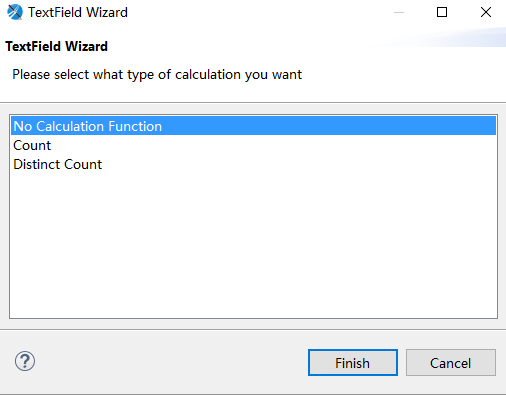 TextField Wizard
TextField Wizard
Please select what type of calculation you want
No Calculation Function
Count
Distinct Count
?
Finish Cancel